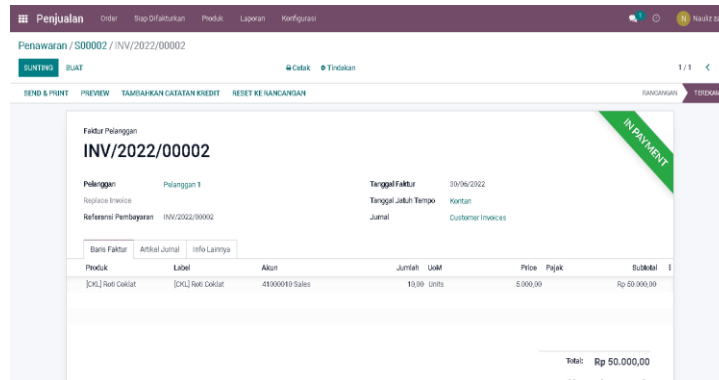 Penjualan Order Siap Difakturkan Produk Laporan Konfigurasi 1 N Nauliz
Penawaran / S00002 / INV/2022/00002
SUNTING BUAT Cetak Tindakan 1 / 1
SEND & PRINT PREVIEW TAMBAHKAN CATATAN KREDIT RESET KE RANCANGAN RANCANGAN TEREKAM
IN PAYMENT
Faktur Pelanggan
INV/2022/00002
Pelanggan Pelanggan 1 Tanggal Faktur 30/06/2022
Replace Invoice Tanggal Jatuh Tempo Kontan
Referensi Pembayaran INV/2022/00002 Jurnal Customer Invoices
Baris Faktur Artikel Jurnal Info Lainnya
Produk Label Akun Jumlah UoM Price Pajak Subtotal
[CKL] Roti Coklat [CKL] Roti Coklat 41000010 Sales 10,00 Units 5.000,00 Rp 50.000,00
Total: Rp 50.000,00